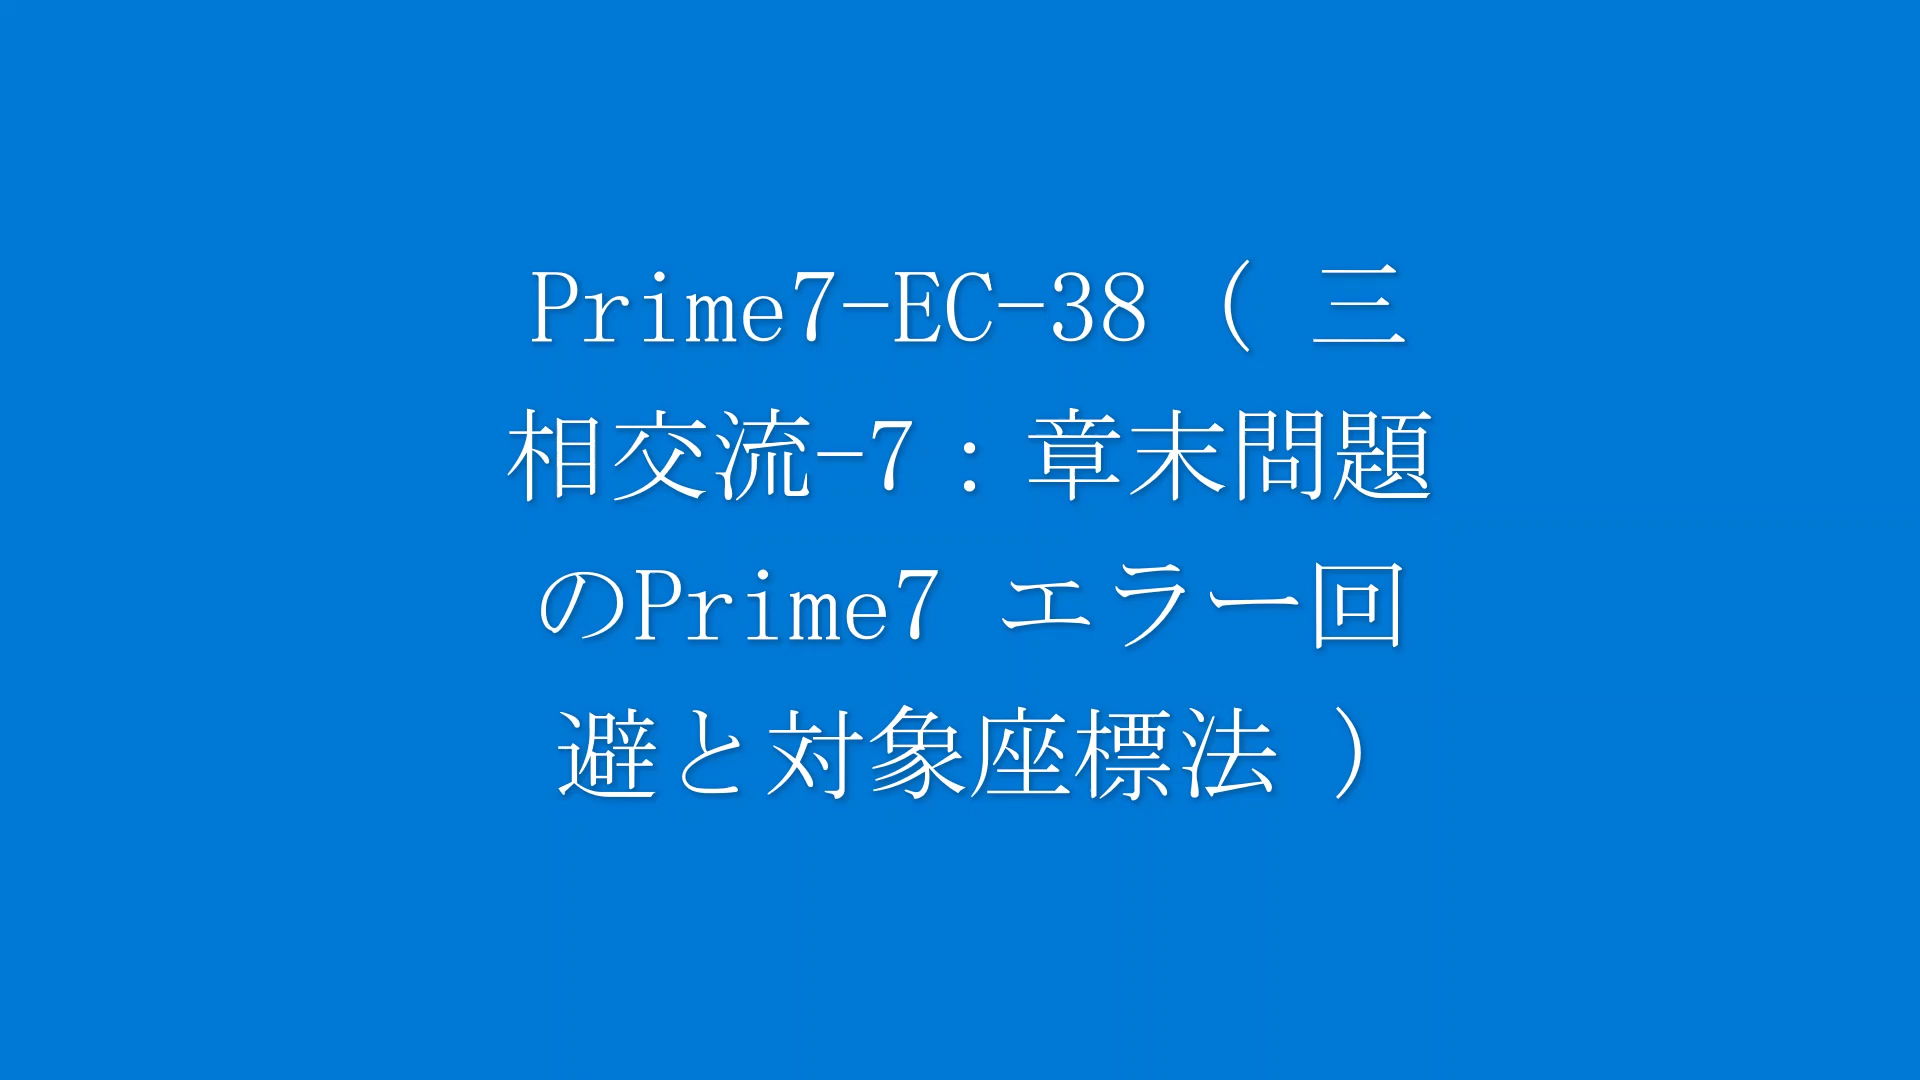 Prime7-EC-38 ( 三
相交流-7 : 章末問題
のPrime7 エラー回
避と対象座標法 )